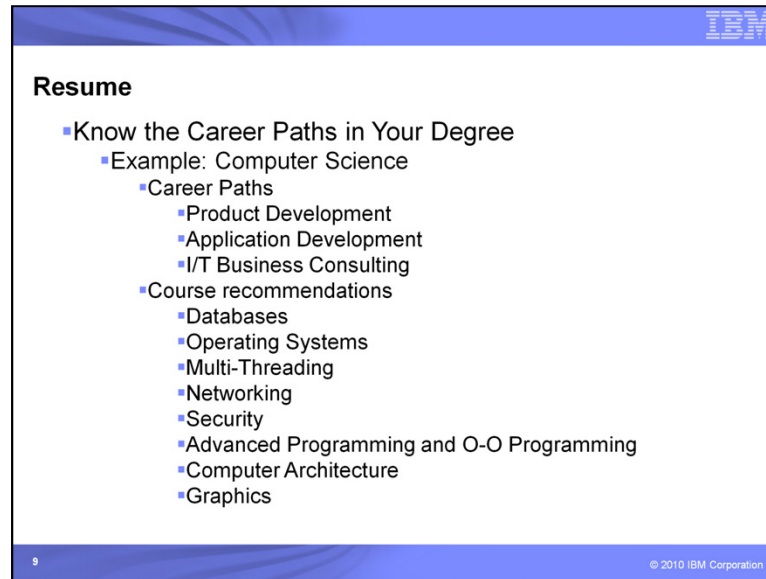 IBM
Resume
Know the Career Paths in Your Degree
Example: Computer Science
Career Paths
Product Development
Application Development
I/T Business Consulting
Course recommendations
Databases
Operating Systems
Multi-Threading
Networking
Security
Advanced Programming and O-O Programming
Computer Architecture
Graphics
9
© 2010 IBM Corporation